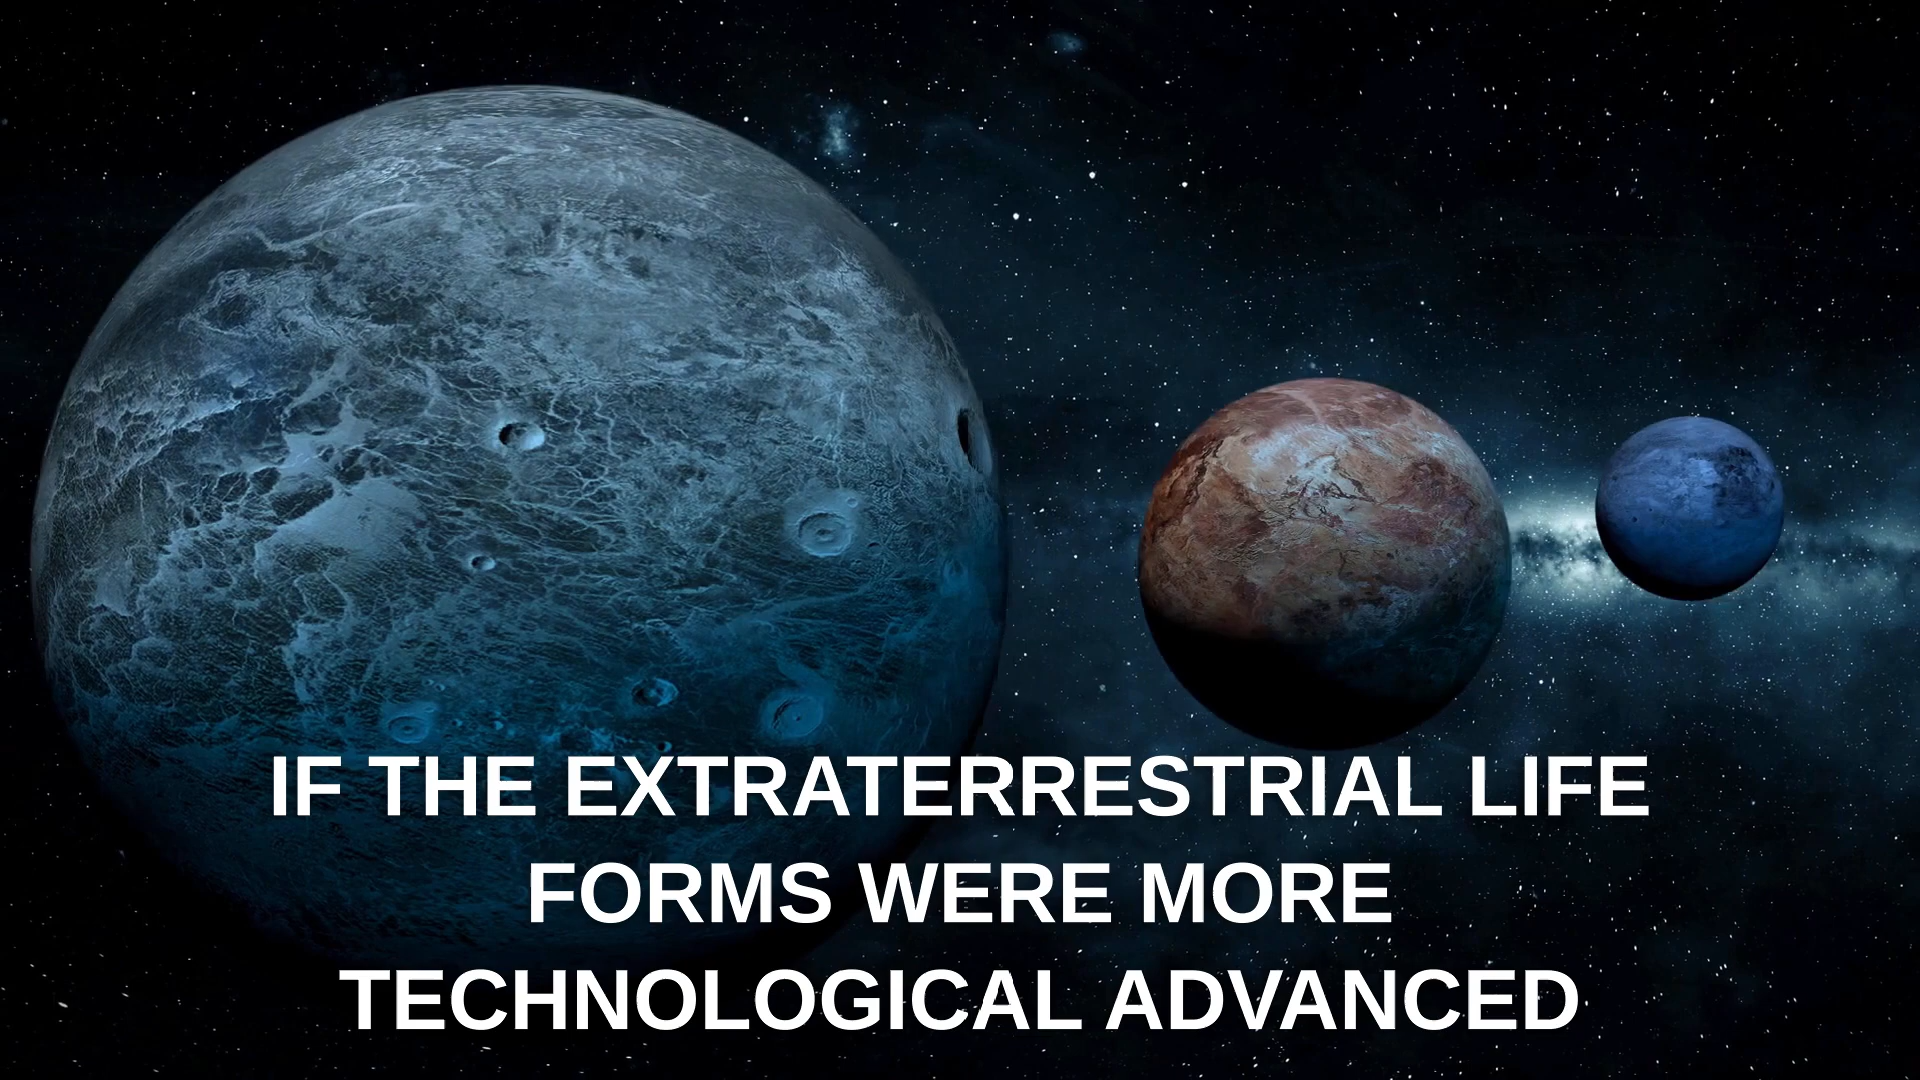 IF THE EXTRATERRESTRIAL LIFE
FORMS WERE MORE
TECHNOLOGICAL ADVANCED